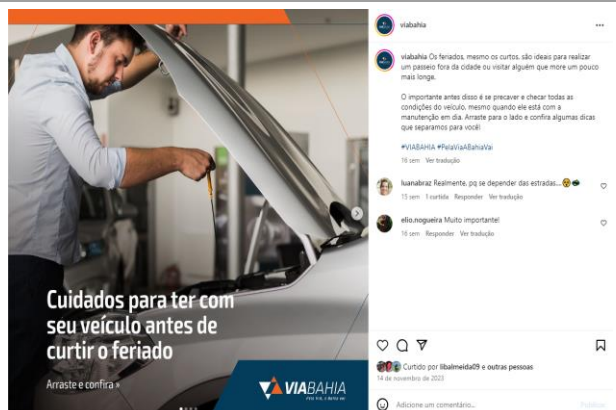 Cuidados para ter com
seu veículo antes de
curtir o feriado
Arraste e confira »
VIABAHIA
viabahia
viabahia Os feriados, mesmo os curtos, são ideais para realizar
um passeio fora da cidade ou visitar alguém que more um pouco
mais longe.
O importante antes disso é se precaver e checar todas as
condições do veículo, mesmo quando ele está com a
manutenção em dia. Arraste para o lado e confira algumas dicas
que separamos para você!
#VIABAHIA #PelaViaABahiaVai
16 sem Ver tradução
luanabraz Realmente, pq se depender das estradas...
15 sem 1 curtida Responder Ver tradução
elio.nogueira Muito importante!
16 sem Responder Ver tradução
Curtido por libalmeida09 e outras pessoas
14 de novembro de 2023
Adicione um comentário...
Publicar